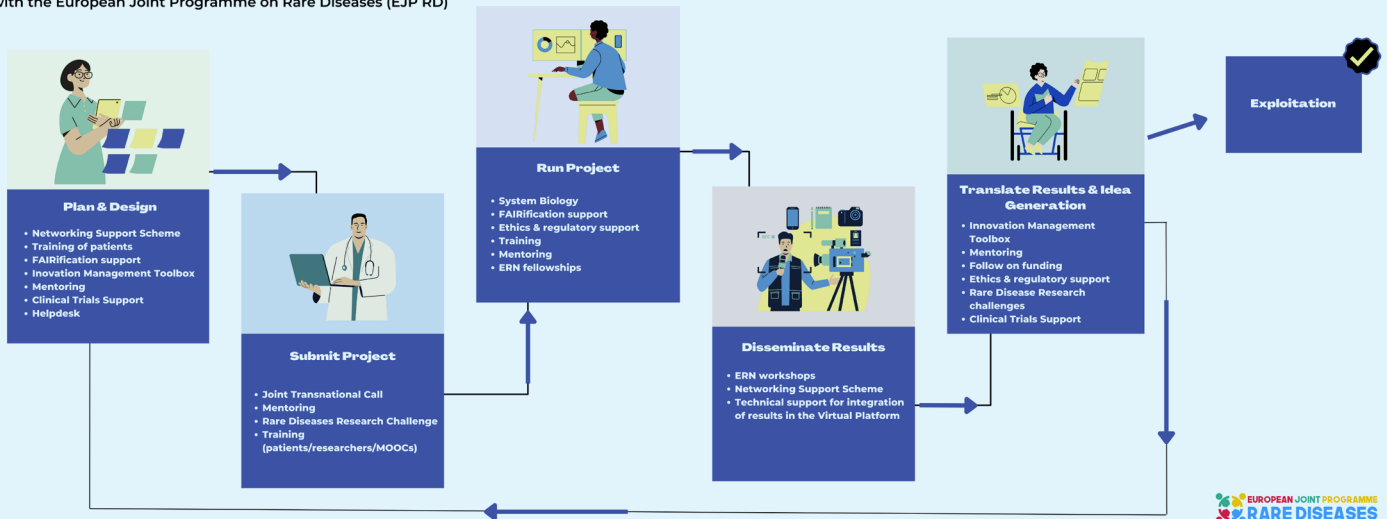 with the European Joint Programme on Rare Diseases (EJP RD)
Plan & Design
• Networking Support Scheme
• Training of patients
• FAIRification support
• Inovation Management Toolbox
• Mentoring
• Clinical Trials Support
• Helpdesk
Submit Project
• Joint Transnational Call
• Mentoring
• Rare Diseases Research Challenge
• Training
(patients/researchers/MOOCs)
Run Project
• System Biology
• FAIRification support
• Ethics & regulatory support
• Training
• Mentoring
• ERN fellowships
Disseminate Results
• ERN workshops
• Networking Support Scheme
• Technical support for integration
of results in the Virtual Platform
Translate Results & Idea
Generation
• Innovation Management
Toolbox
• Mentoring
• Follow on funding
• Ethics & regulatory support
• Rare Disease Research
challenges
• Clinical Trials Support
Exploitation
EUROPEAN JOINT PROGRAMME
RARE DISEASES